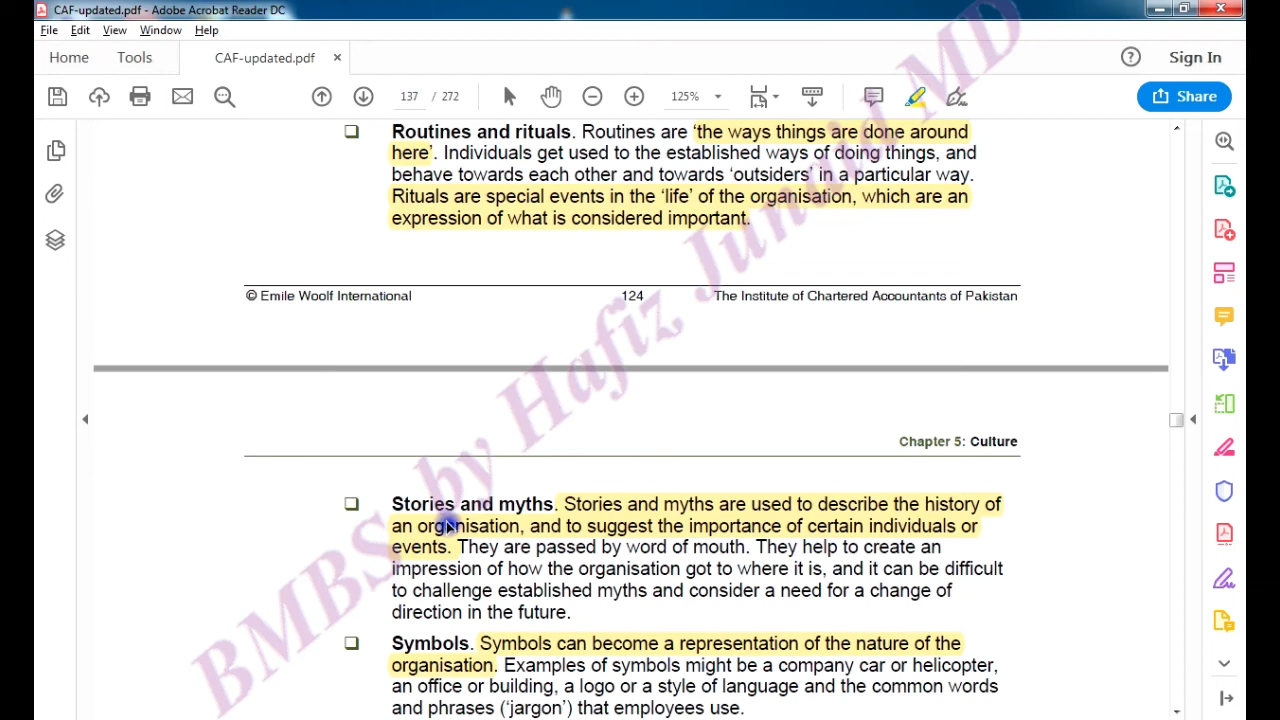 CAF-updated.pdf - Adobe Acrobat Reader DC
File Edit View Window Help
Home Tools CAF-updated.pdf × Sign In
137 / 272 125% Share
❑ Routines and rituals. Routines are ‘the ways things are done around
here’. Individuals get used to the established ways of doing things, and
behave towards each other and towards ‘outsiders’ in a particular way.
Rituals are special events in the ‘life’ of the organisation, which are an
expression of what is considered important.
© Emile Woolf International 124 The Institute of Chartered Accountants of Pakistan
Chapter 5: Culture
❑ Stories and myths. Stories and myths are used to describe the history of
an organisation, and to suggest the importance of certain individuals or
events. They are passed by word of mouth. They help to create an
impression of how the organisation got to where it is, and it can be difficult
to challenge established myths and consider a need for a change of
direction in the future.
❑ Symbols. Symbols can become a representation of the nature of the
organisation. Examples of symbols might be a company car or helicopter,
an office or building, a logo or a style of language and the common words
and phrases (‘jargon’) that employees use.
BMBS by Hafiz Junaid MD